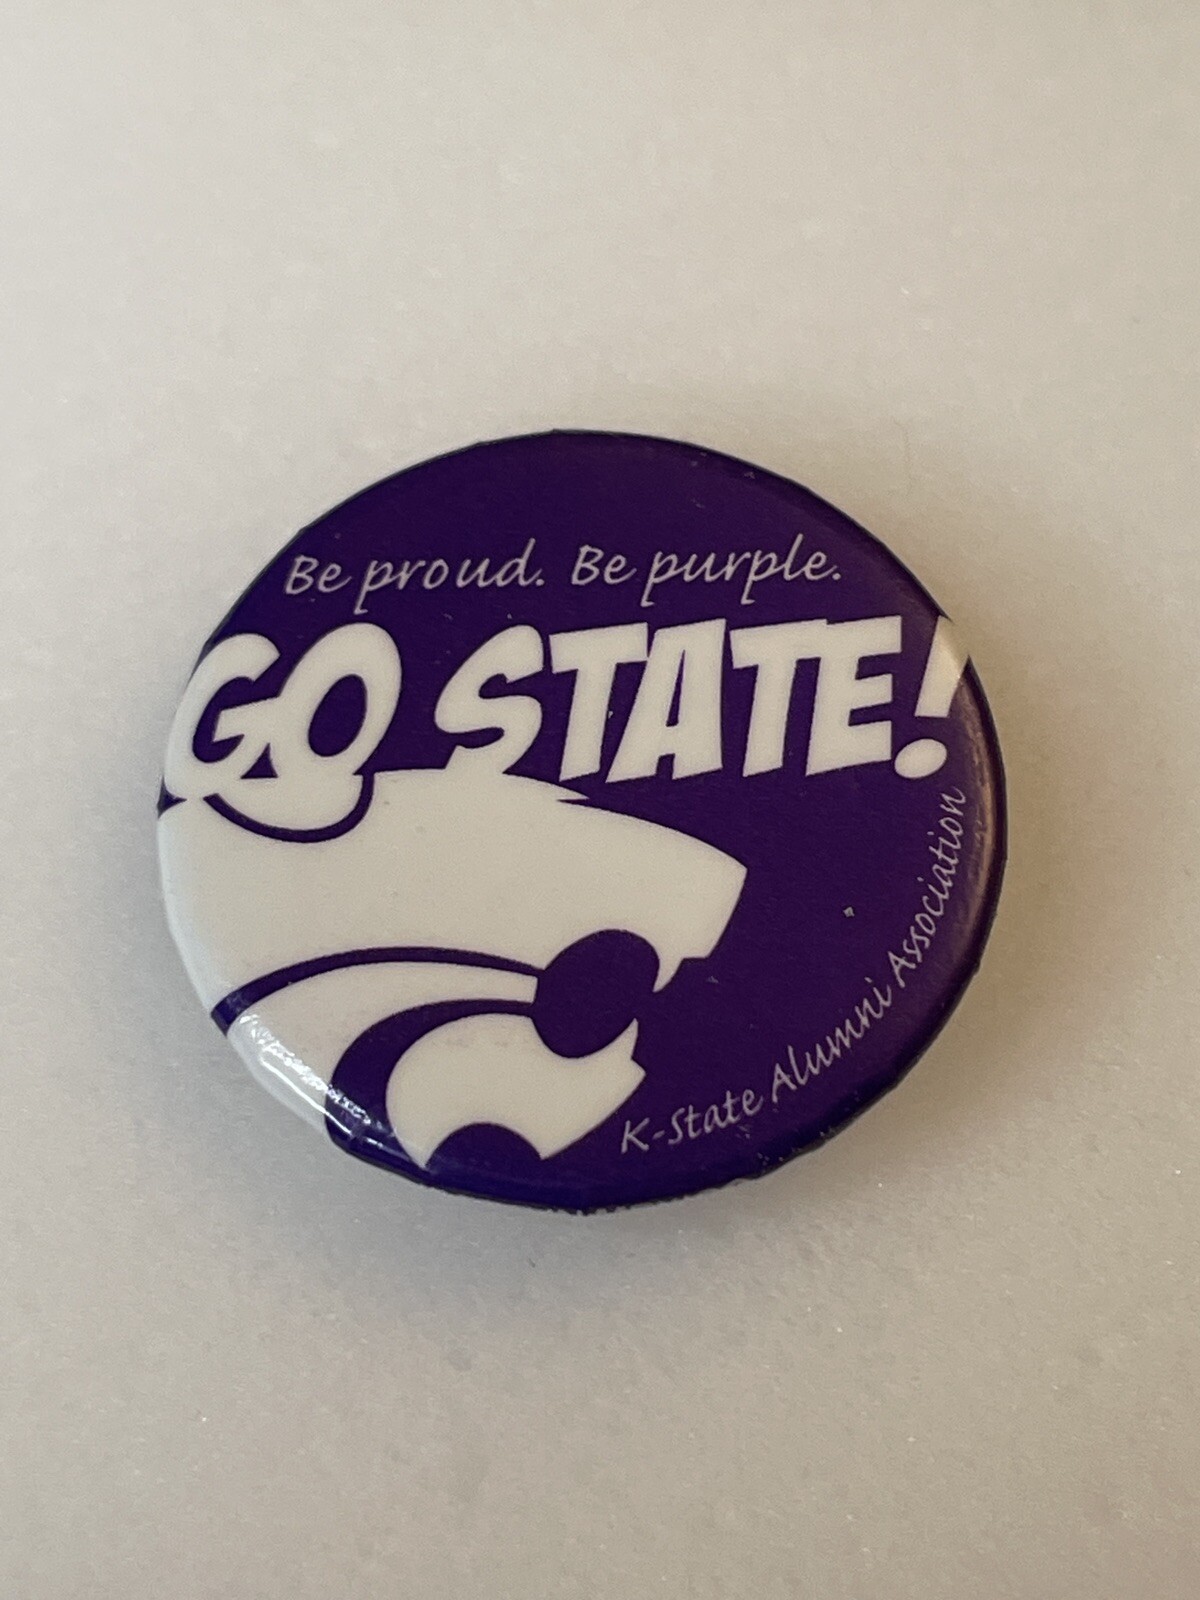 Be proud. Be purple.
GO STATE!
K-State Alumni Association